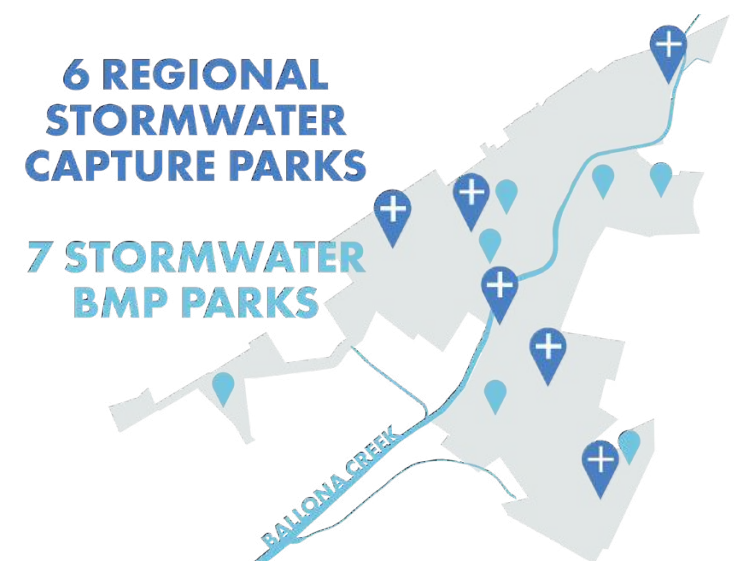 6 REGIONAL
STORMWATER
CAPTURE PARKS
7 STORMWATER
BMP PARKS
BALLONA CREEK